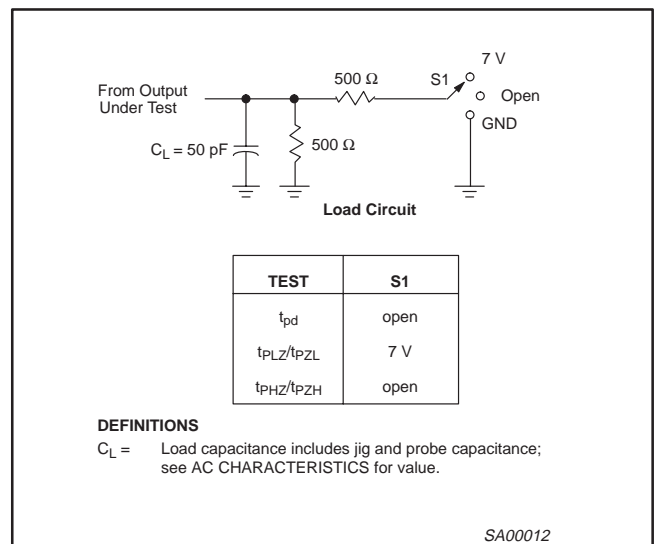 7 V
500 Ω
S1
From Output
Under Test
Open
GND
C_L = 50 pF
500 Ω
Load Circuit
TEST S1
t_pd open
t_PLZ/t_PZL 7 V
t_PHZ/t_PZH open
DEFINITIONS
C_L = Load capacitance includes jig and probe capacitance;
see AC CHARACTERISTICS for value.
SA00012